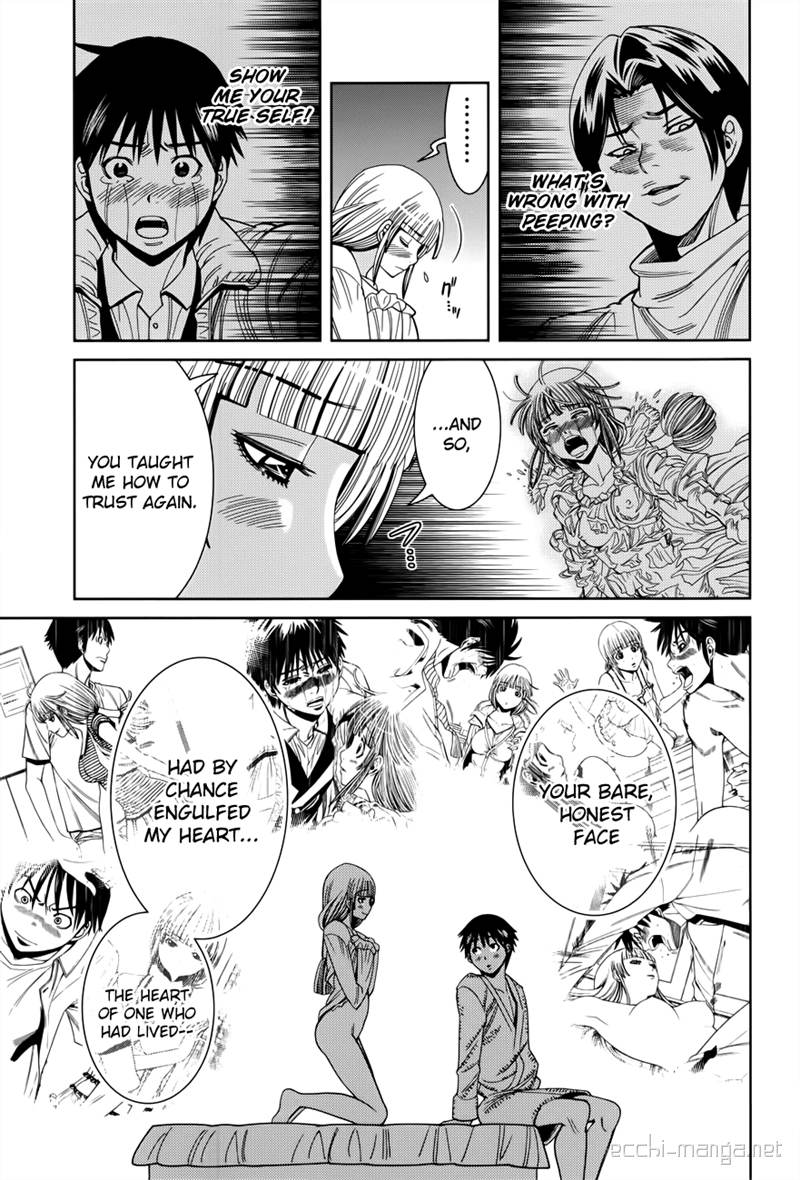 WHAT'S
WRONG WITH
PEEPING?
………
グ
SHOW
ME YOUR
TRUE SELF!
...AND
SO,
YOU TAUGHT
ME HOW TO
TRUST AGAIN.
YOUR BARE,
HONEST
FACE
HAD BY
CHANCE
ENGULFED
MY HEART...
THE HEART
OF ONE WHO
HAD LIVED--
ecchi-manga.net